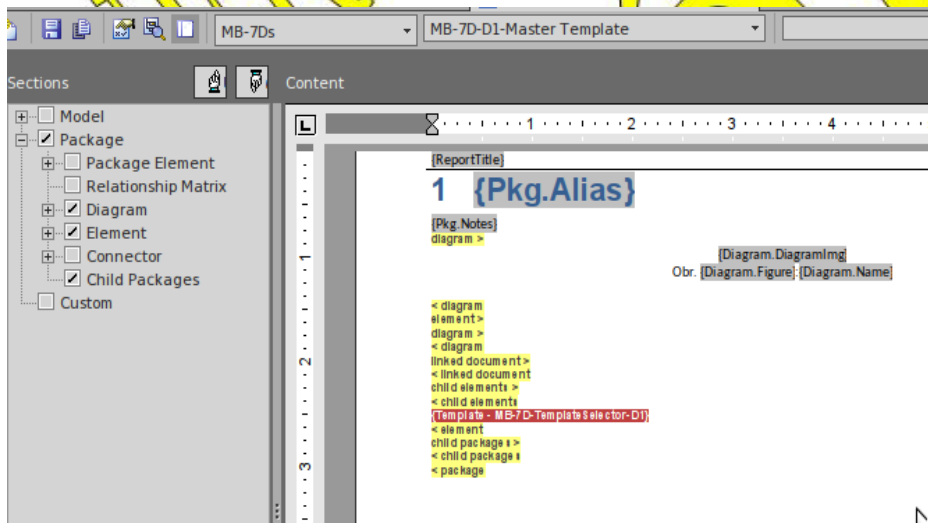 MB-7Ds
MB-7D-D1-Master Template
Sections
Content
Model
Package
Package Element
Relationship Matrix
Diagram
Element
Connector
Child Packages
Custom
L
1 2 3 4
1
2
3
{ReportTitle}
1 {Pkg.Alias}
{Pkg.Notes}
diagram >
{Diagram.DiagramImg}
Obr. {Diagram.Figure}:{Diagram.Name}
< diagram
element >
diagram >
< diagram
linked document >
< linked document
child elements >
< child elements
{Template - MB-7D-TemplateSelector-D1}
< element
child packages >
< child packages
< package